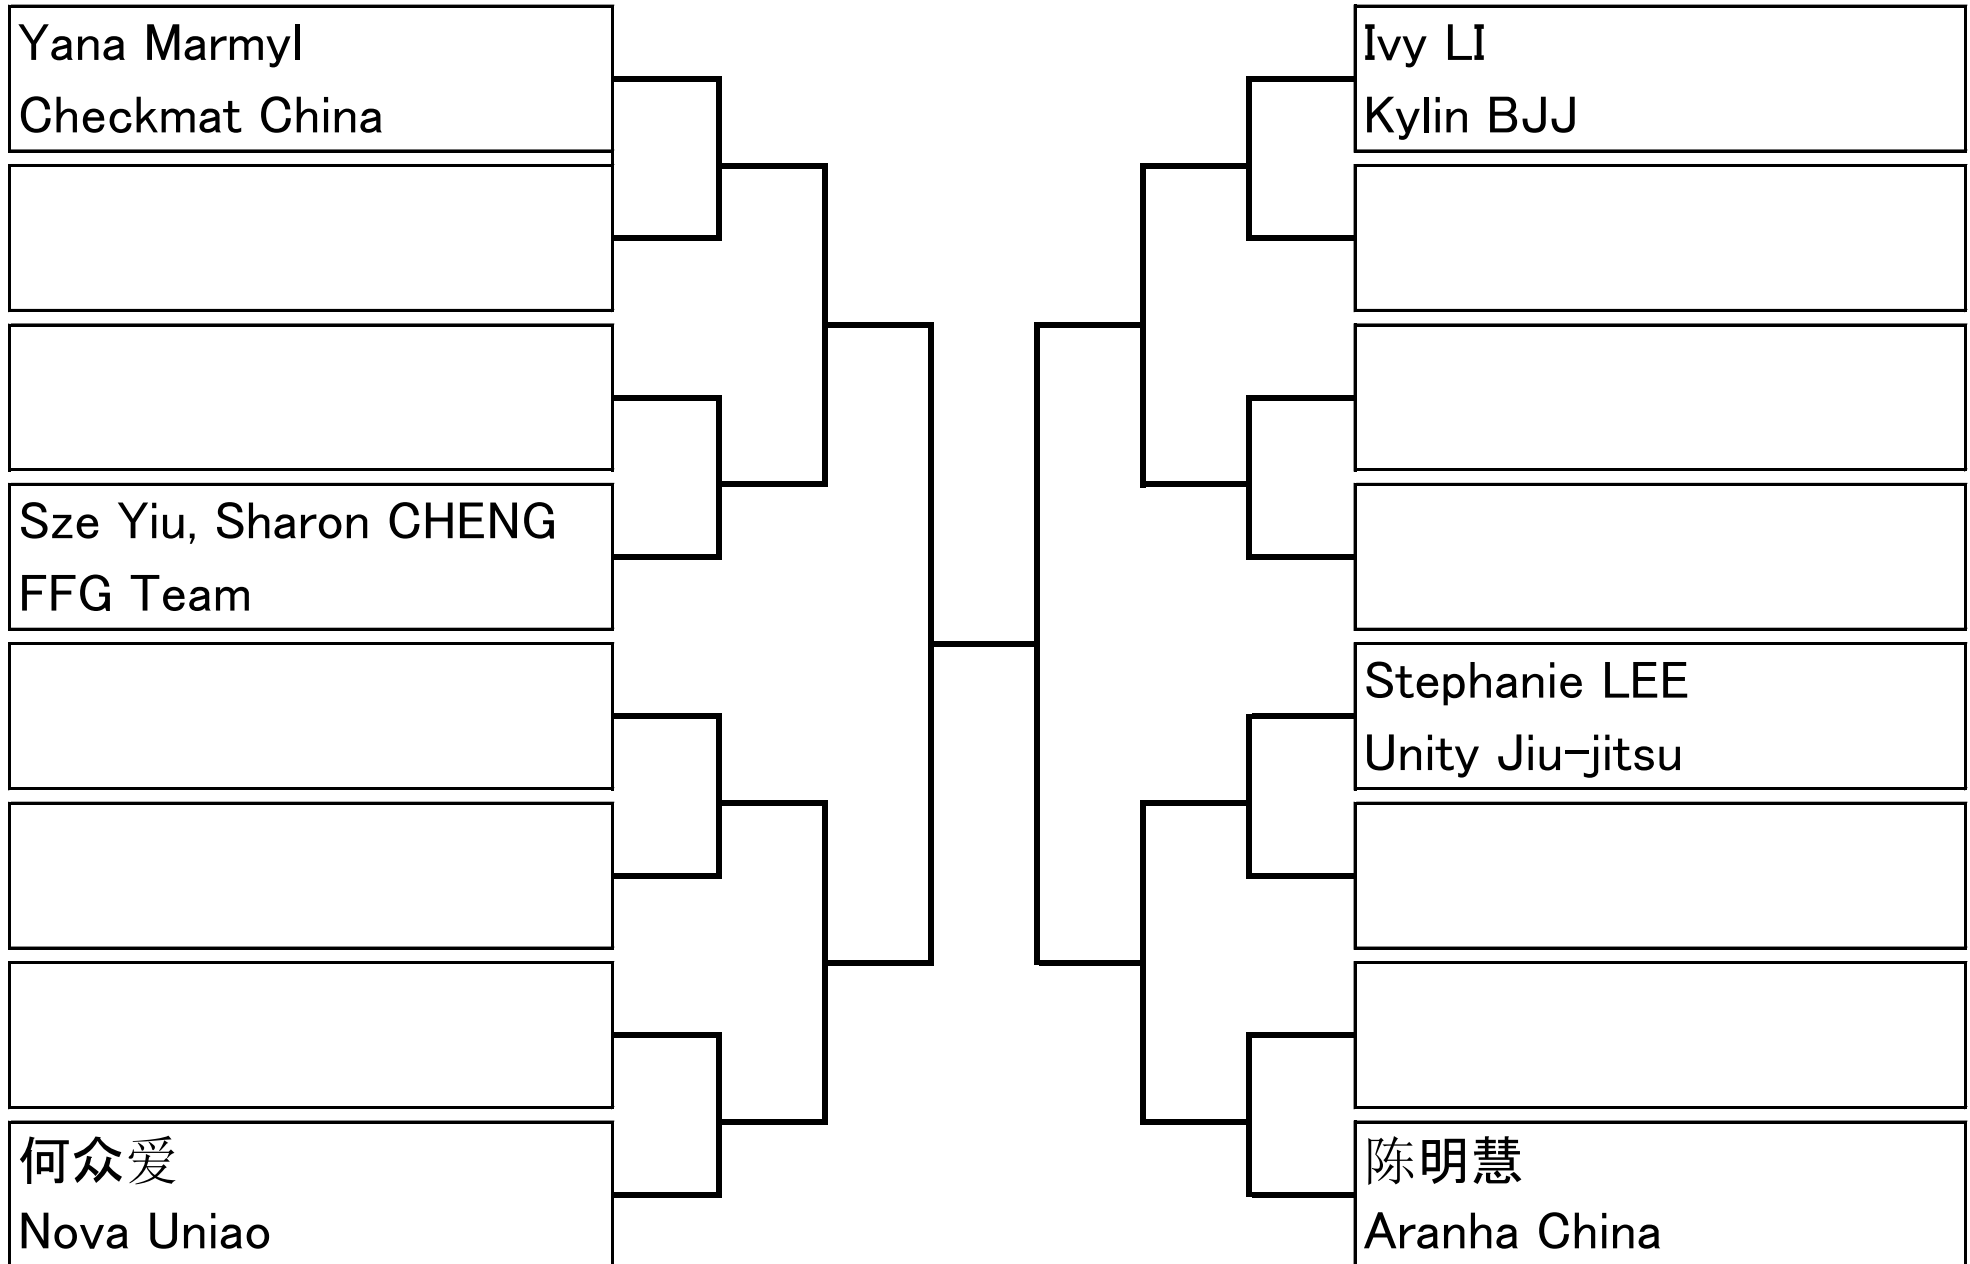 Yana Marmyl
Checkmat China
Sze Yiu, Sharon CHENG
FFG Team
何众爱
Nova Uniao
Ivy LI
Kylin BJJ
Stephanie LEE
Unity Jiu-jitsu
陈明慧
Aranha China